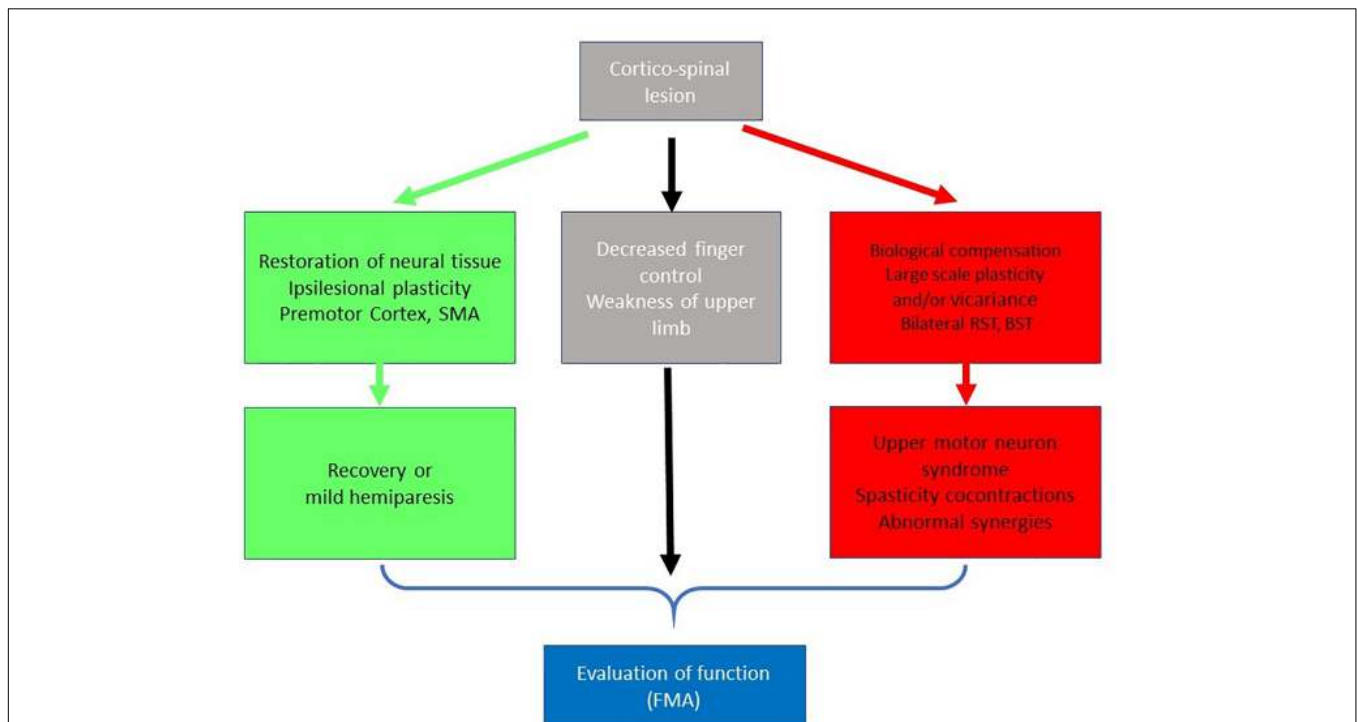 Cortico-spinal
lesion
Restoration of neural tissue
Ipsilesional plasticity
Premotor Cortex, SMA
Decreased finger
control
Weakness of upper
limb
Biological compensation
Large scale plasticity
and/or vicariance
Bilateral RST, BST
Recovery or
mild hemiparesis
Upper motor neuron
syndrome
Spasticity cocontractions
Abnormal synergies
Evaluation of function
(FMA)